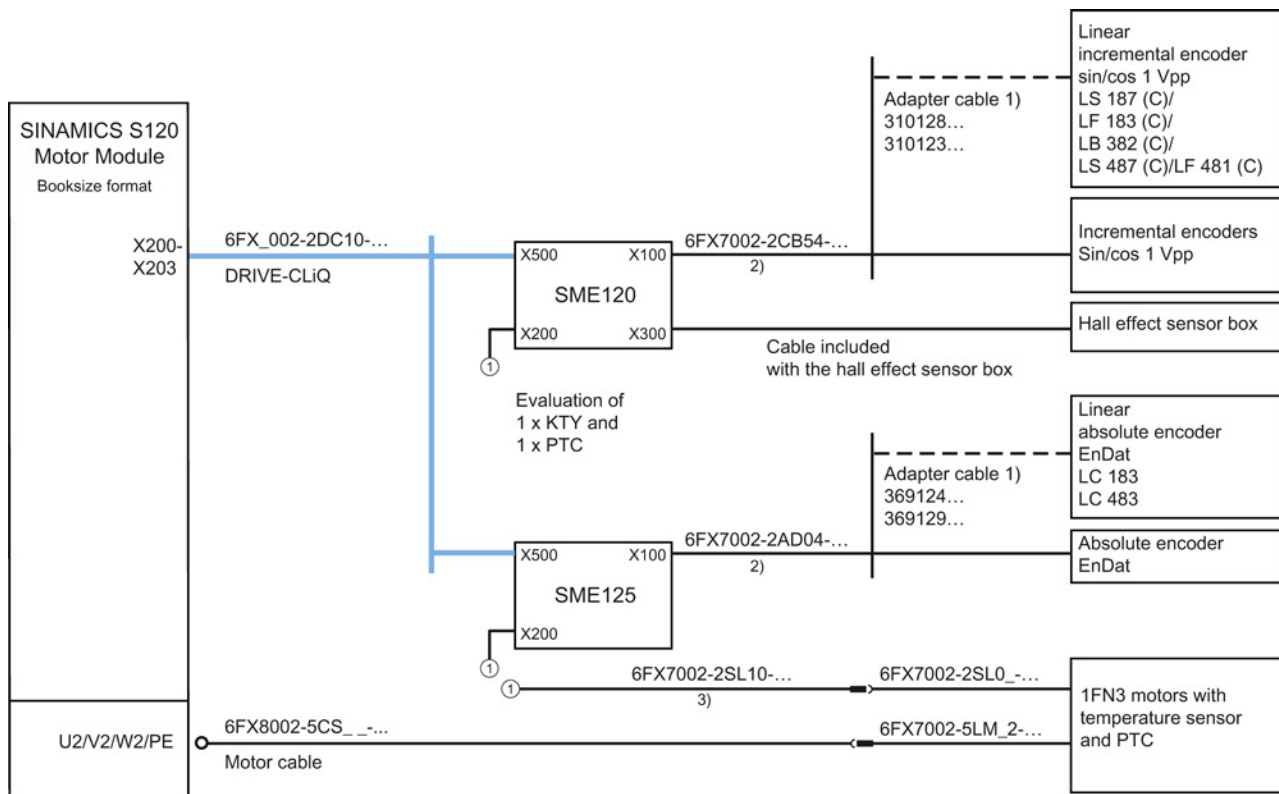 SINAMICS S120
Motor Module
Booksize format
X200-
X203
6FX_002-2DC10-…
DRIVE-CLiQ
X500
X100
SME120
X200
X300
1
Evaluation of
1 x KTY and
1 x PTC
6FX7002-2CB54-…
2)
Adapter cable 1)
310128…
310123…
Linear
incremental encoder
sin/cos 1 Vpp
LS 187 (C)/
LF 183 (C)/
LB 382 (C)/
LS 487 (C)/LF 481 (C)
Incremental encoders
Sin/cos 1 Vpp
Hall effect sensor box
Cable included
with the hall effect sensor box
X500
X100
SME125
X200
1
6FX7002-2AD04-…
2)
Adapter cable 1)
369124…
369129…
Linear
absolute encoder
EnDat
LC 183
LC 483
Absolute encoder
EnDat
1
6FX7002-2SL10-…
3)
6FX7002-2SL0_-…
1FN3 motors with
temperature sensor
and PTC
U2/V2/W2/PE
6FX8002-5CS_ _-...
Motor cable
6FX7002-5LM_2-…